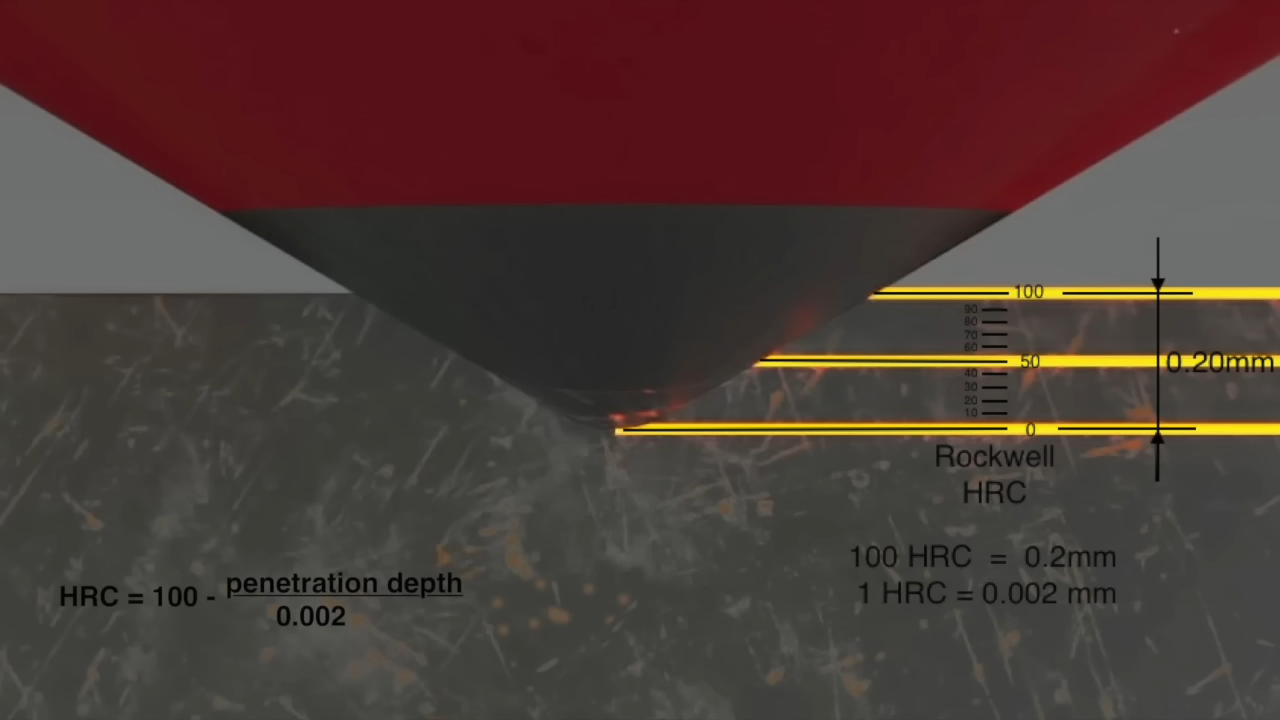 100
90
80
70
60
50
0.20mm
40
30
20
10
0
Rockwell
HRC
100 HRC = 0.2mm
1 HRC = 0.002 mm
HRC = 100 - penetration depth
0.002